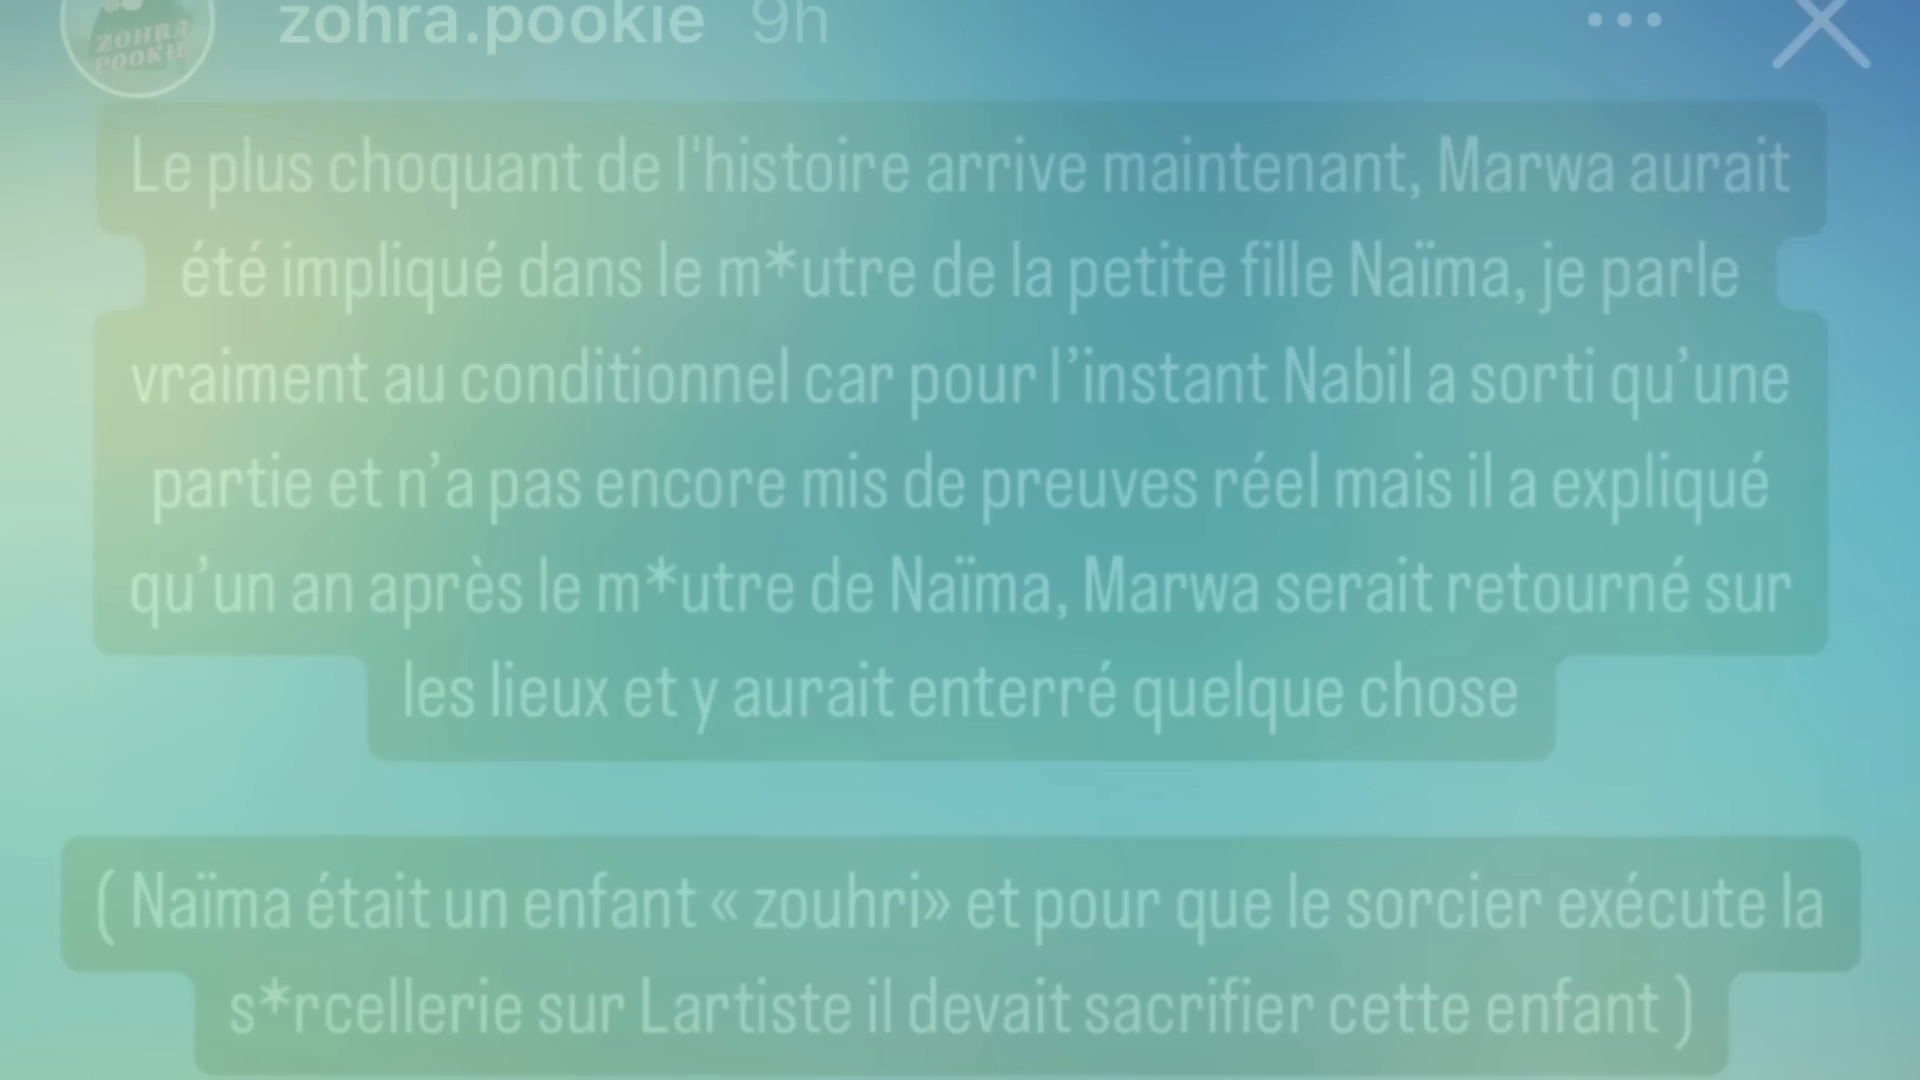 zohra.pookie 9h
ZOHRA
POOKIE
Le plus choquant de l'histoire arrive maintenant, Marwa aurait
été impliqué dans le m*utre de la petite fille Naïma, je parle
vraiment au conditionnel car pour l’instant Nabil a sorti qu’une
partie et n’a pas encore mis de preuves réel mais il a expliqué
qu’un an après le m*utre de Naïma, Marwa serait retourné sur
les lieux et y aurait enterré quelque chose
( Naïma était un enfant « zouhri» et pour que le sorcier exécute la
s*rcellerie sur Lartiste il devait sacrifier cette enfant )